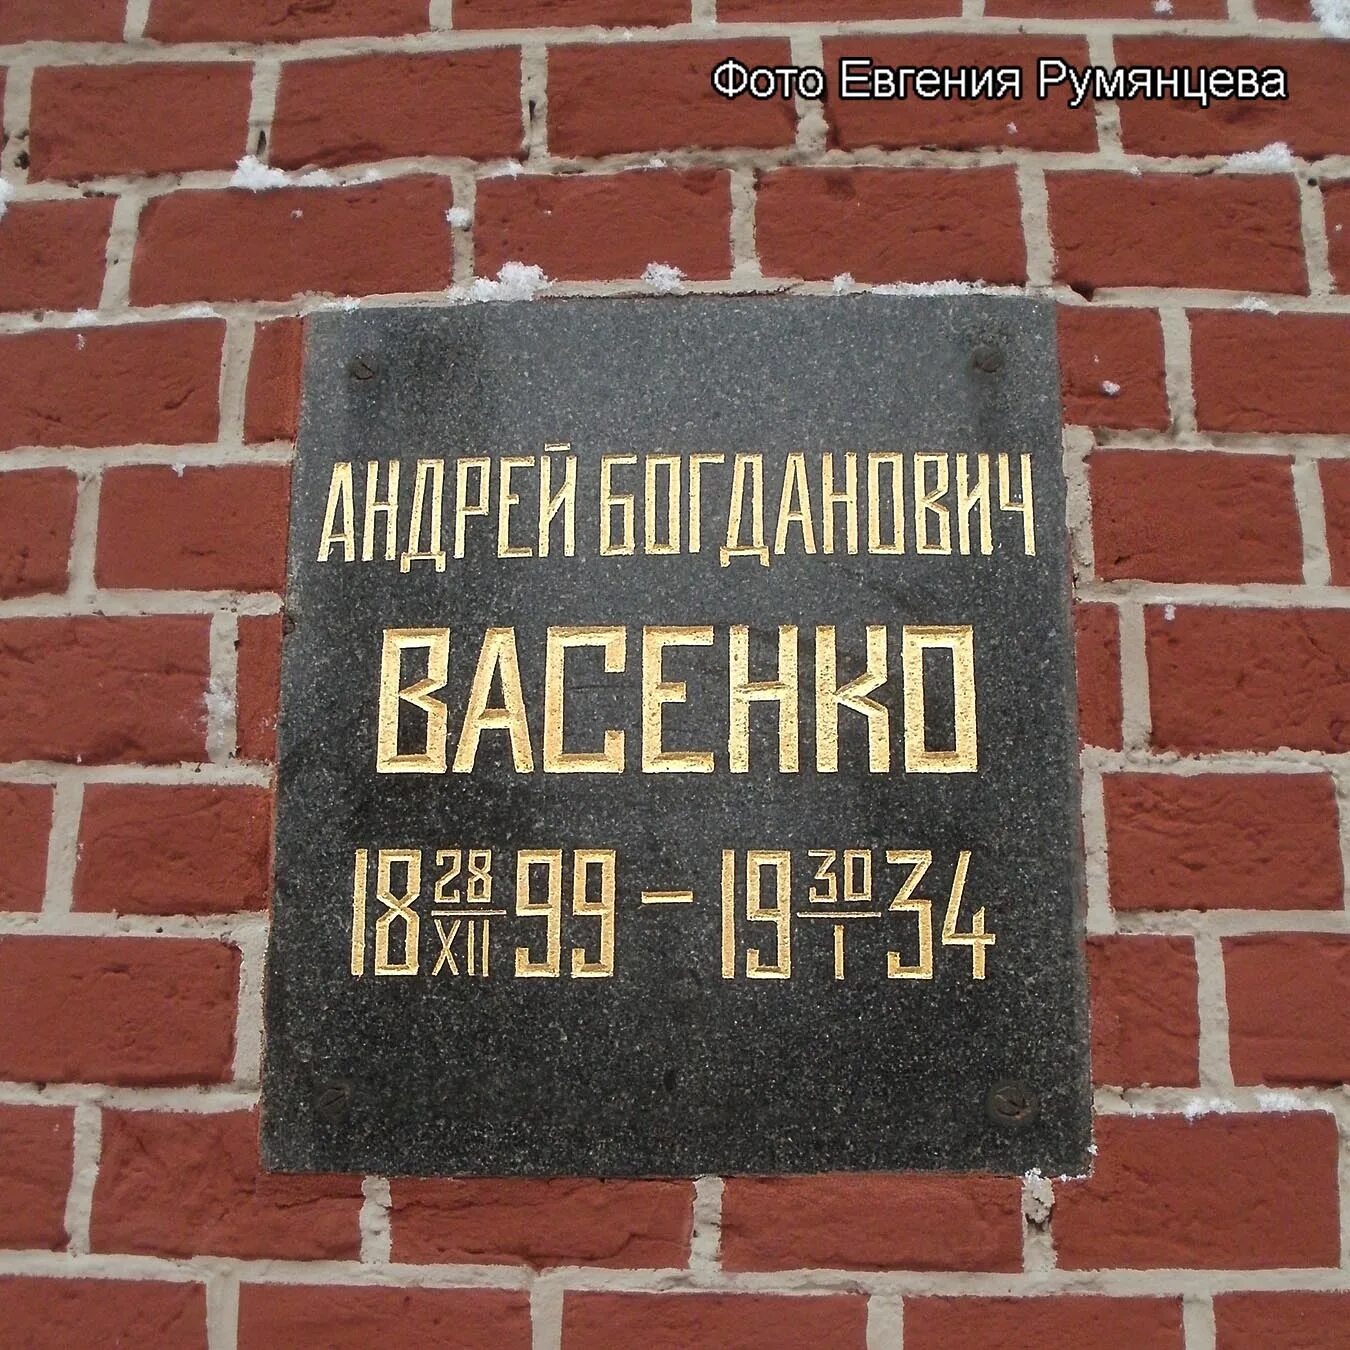 Фото Евгения Румянцева
АНДРЕЙ БОГДАНОВИЧ
ВАСЕНКО
18 28/XII 99 – 19 30/I 34